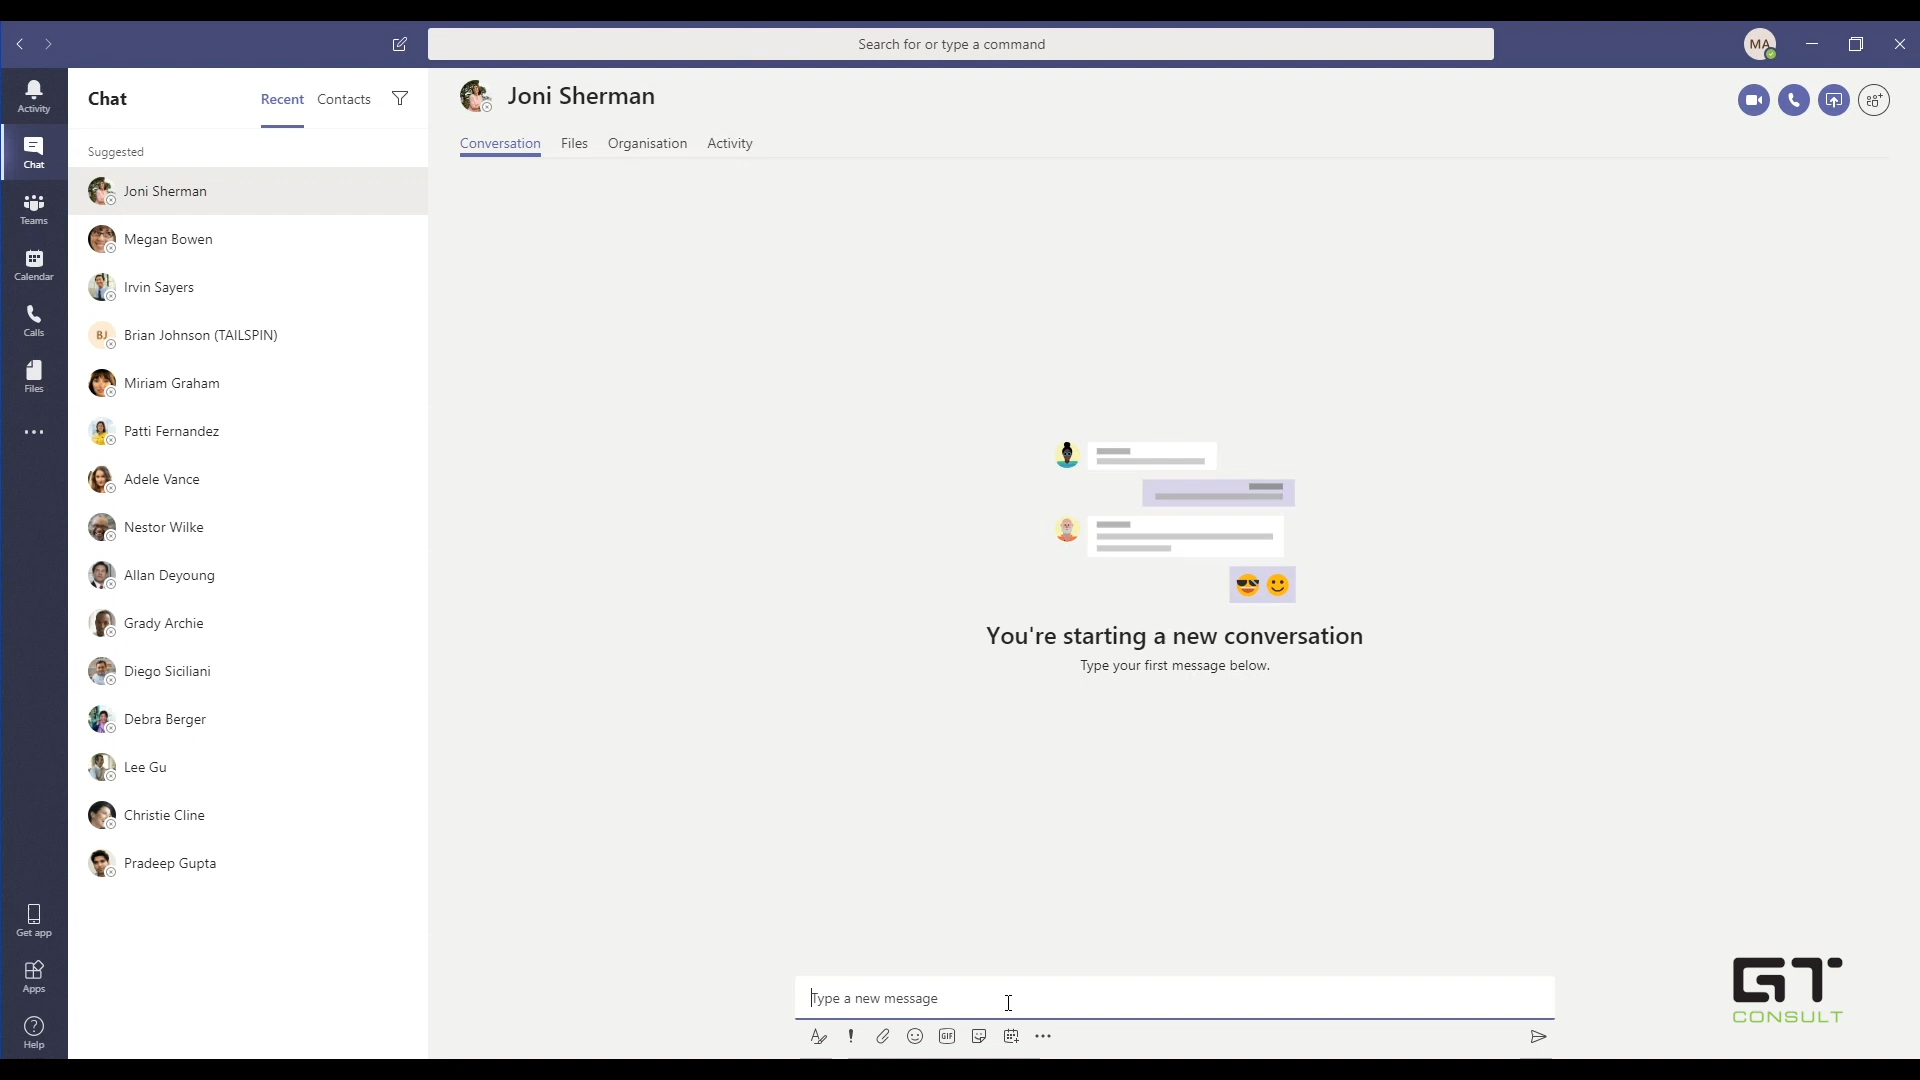 Search for or type a command
MA
Activity
Chat
Teams
Calendar
Calls
Files
Get app
Apps
Help
Chat
Recent
Contacts
Suggested
Joni Sherman
Megan Bowen
Irvin Sayers
BJ
Brian Johnson (TAILSPIN)
Miriam Graham
Patti Fernandez
Adele Vance
Nestor Wilke
Allan Deyoung
Grady Archie
Diego Siciliani
Debra Berger
Lee Gu
Christie Cline
Pradeep Gupta
Joni Sherman
Conversation
Files
Organisation
Activity
You're starting a new conversation
Type your first message below.
Type a new message
GIF
GT
CONSULT